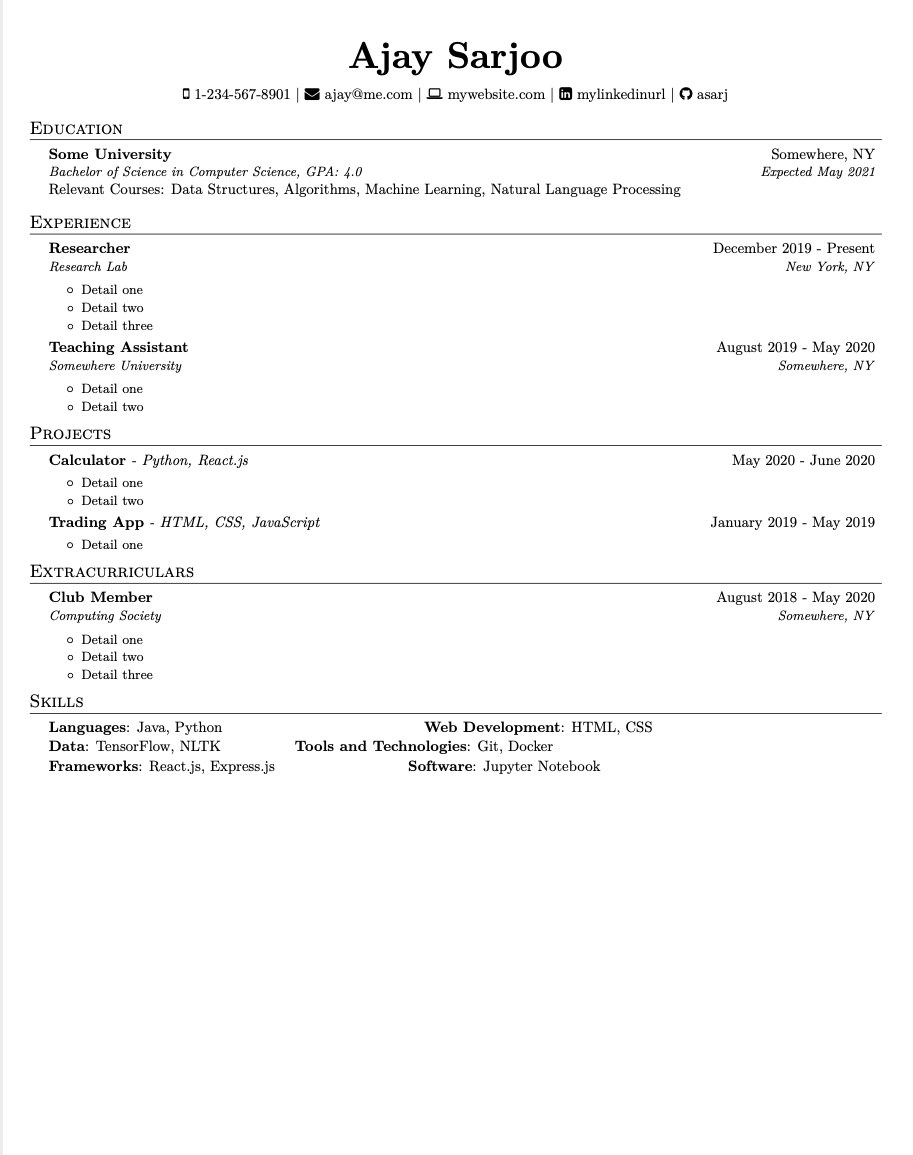 Ajay Sarjoo
1-234-567-8901 | ajay@me.com | mywebsite.com | mylinkedinurl | asarj
Education
Some University Somewhere, NY
Bachelor of Science in Computer Science, GPA: 4.0 Expected May 2021
Relevant Courses: Data Structures, Algorithms, Machine Learning, Natural Language Processing
Experience
Researcher December 2019 - Present
Research Lab New York, NY
Detail one
Detail two
Detail three
Teaching Assistant August 2019 - May 2020
Somewhere University Somewhere, NY
Detail one
Detail two
Projects
Calculator - Python, React.js May 2020 - June 2020
Detail one
Detail two
Trading App - HTML, CSS, JavaScript January 2019 - May 2019
Detail one
Extracurriculars
Club Member August 2018 - May 2020
Computing Society Somewhere, NY
Detail one
Detail two
Detail three
Skills
Languages: Java, Python Web Development: HTML, CSS
Data: TensorFlow, NLTK Tools and Technologies: Git, Docker
Frameworks: React.js, Express.js Software: Jupyter Notebook